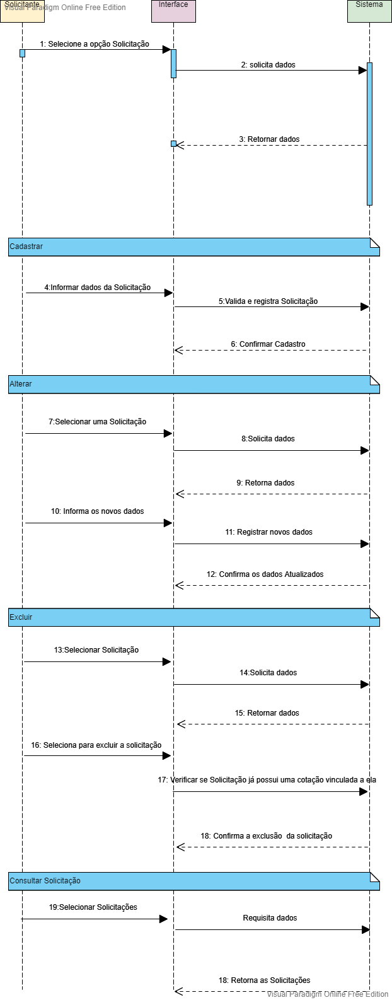 Solicitante
Visual Paradigm Online Free Edition
Interface
Sistema
1: Selecione a opção Solicitação
2: solicita dados
3: Retornar dados
Cadastrar
4:Informar dados da Solicitação
5:Valida e registra Solicitação
6: Confirmar Cadastro
Alterar
7:Selecionar uma Solicitação
8:Solicita dados
9: Retorna dados
10: Informa os novos dados
11: Registrar novos dados
12: Confirma os dados Atualizados
Excluir
13:Selecionar Solicitação
14:Solicita dados
15: Retornar dados
16: Seleciona para excluir a solicitação
17: Verificar se Solicitação já possui uma cotação vinculada a ela
18: Confirma a exclusão  da solicitação
Consultar Solicitação
19:Selecionar Solicitações
Requisita dados
18: Retorna as Solicitações
Visual Paradigm Online Free Edition